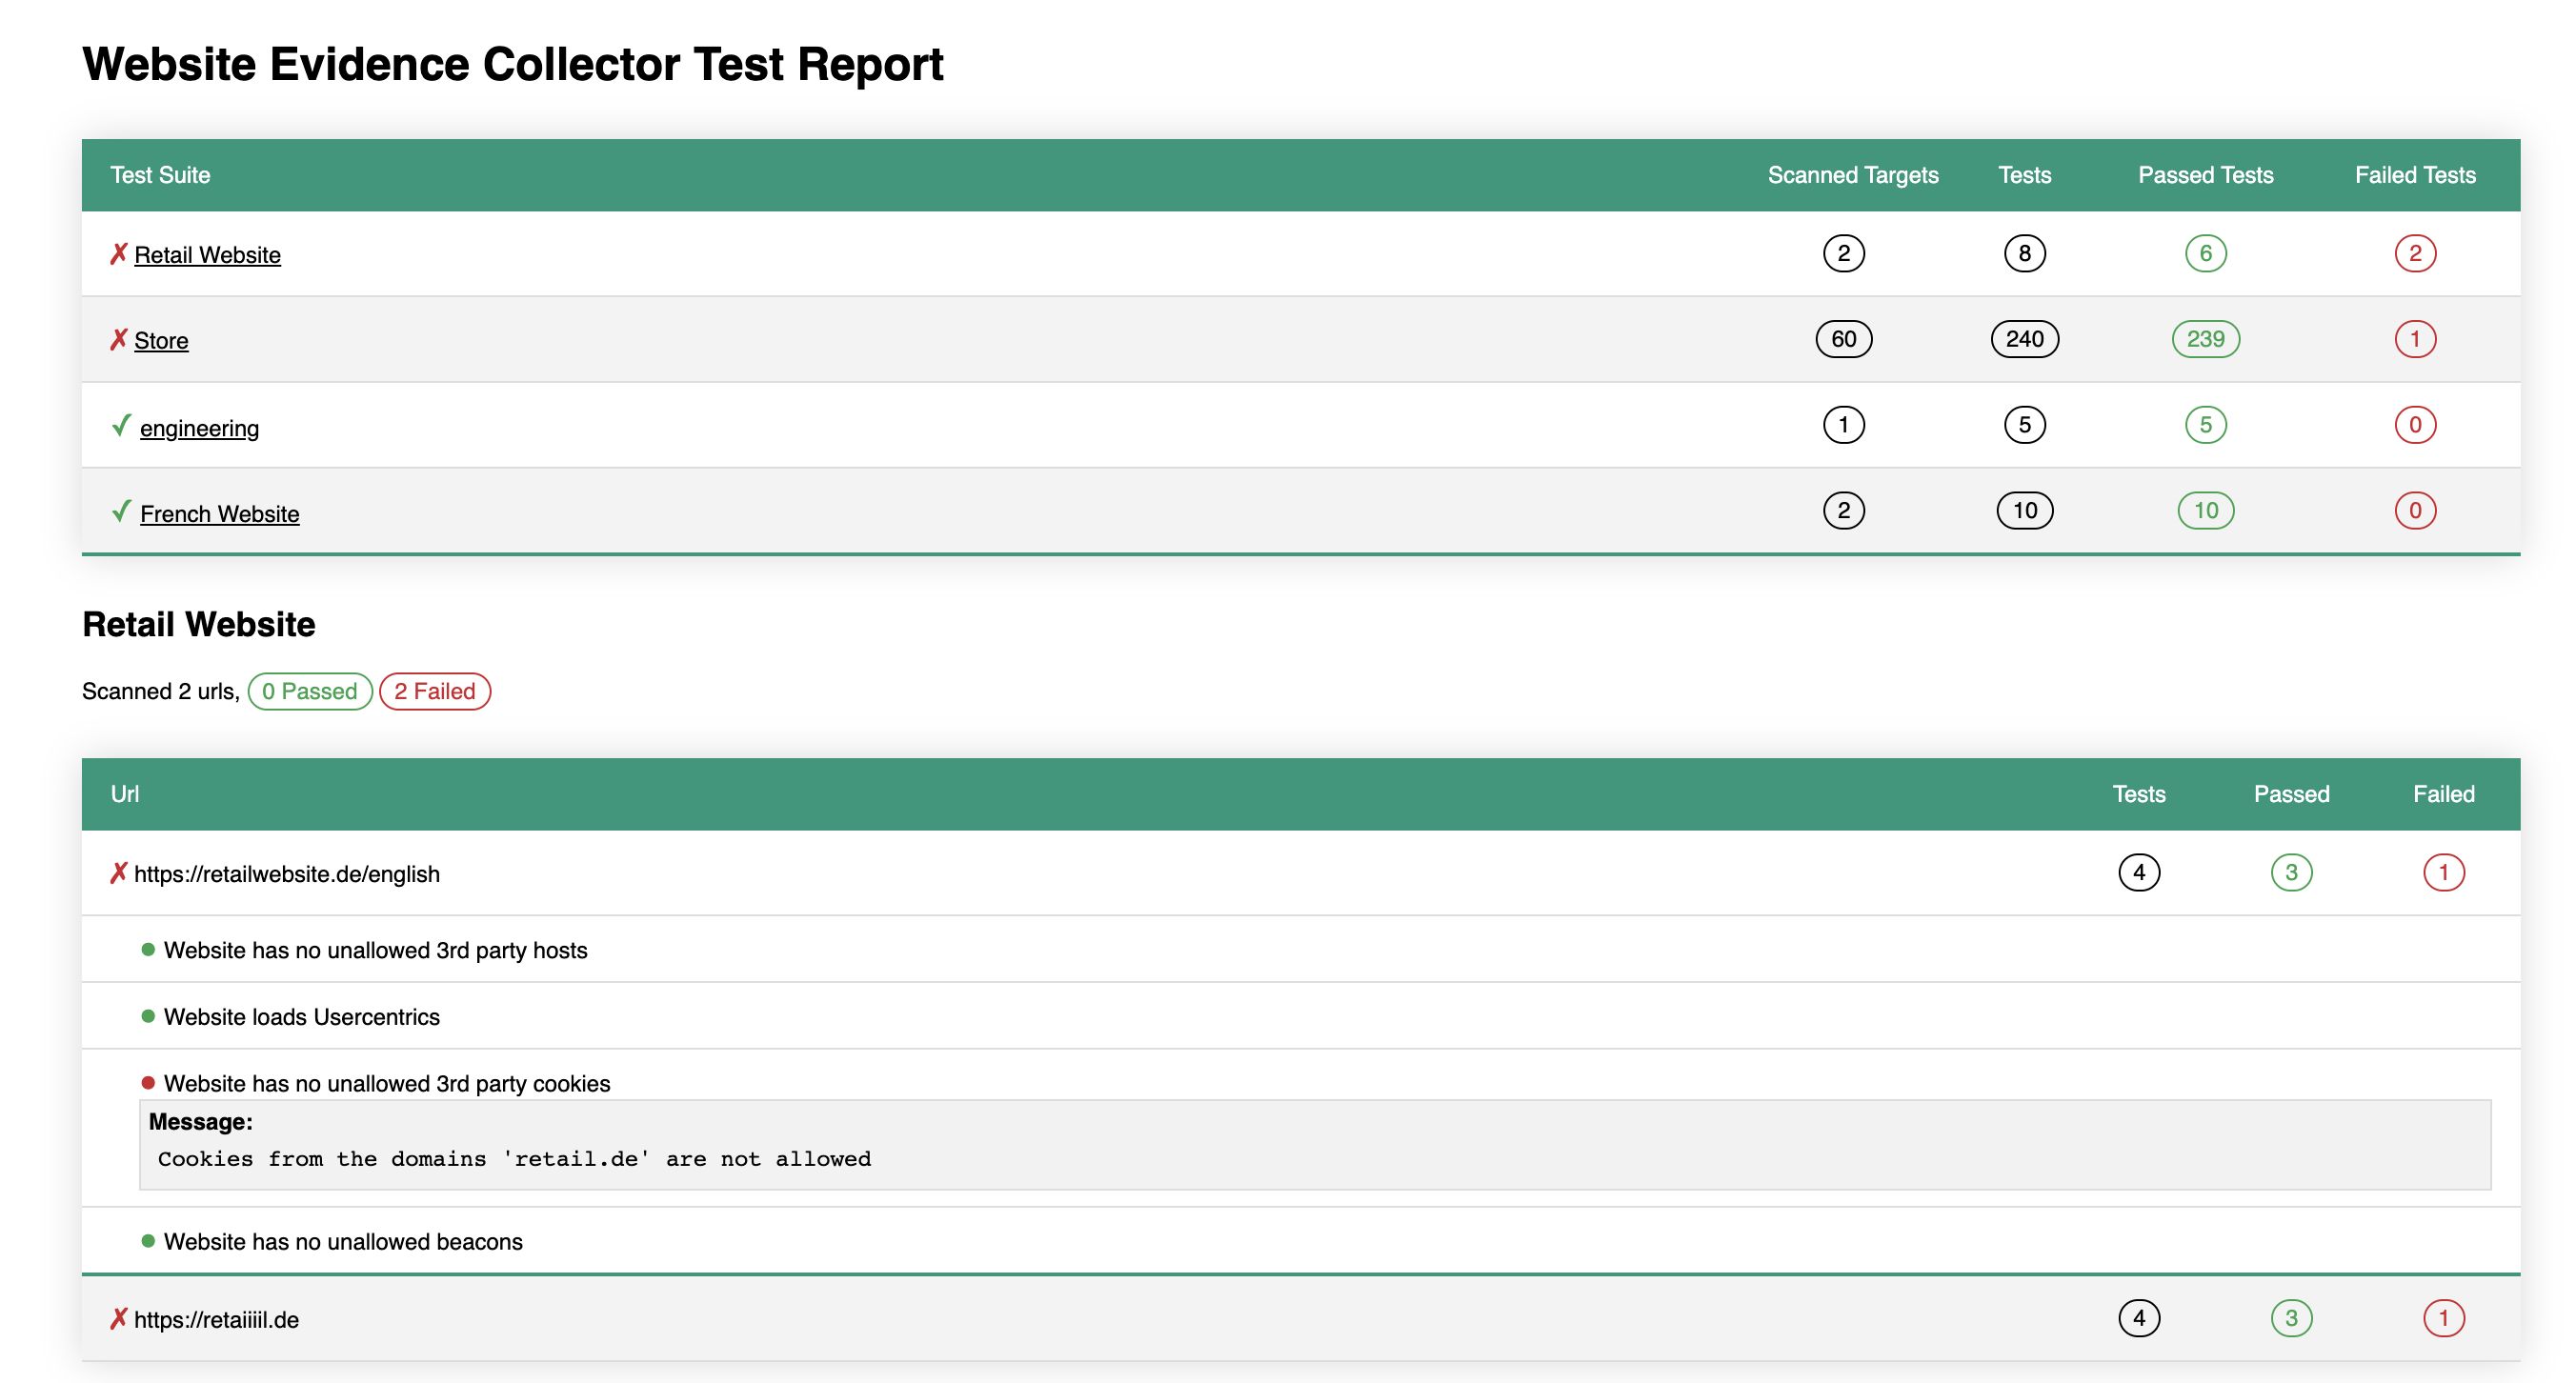 Website Evidence Collector Test Report
Test Suite Scanned Targets Tests Passed Tests Failed Tests
✗ Retail Website 2 8 6 2
✗ Store 60 240 239 1
✓ engineering 1 5 5 0
✓ French Website 2 10 10 0
Retail Website
Scanned 2 urls, 0 Passed 2 Failed
Url Tests Passed Failed
✗ https://retailwebsite.de/english 4 3 1
Website has no unallowed 3rd party hosts
Website loads Usercentrics
Website has no unallowed 3rd party cookies
Message:
Cookies from the domains 'retail.de' are not allowed
Website has no unallowed beacons
✗ https://retaiiiil.de 4 3 1